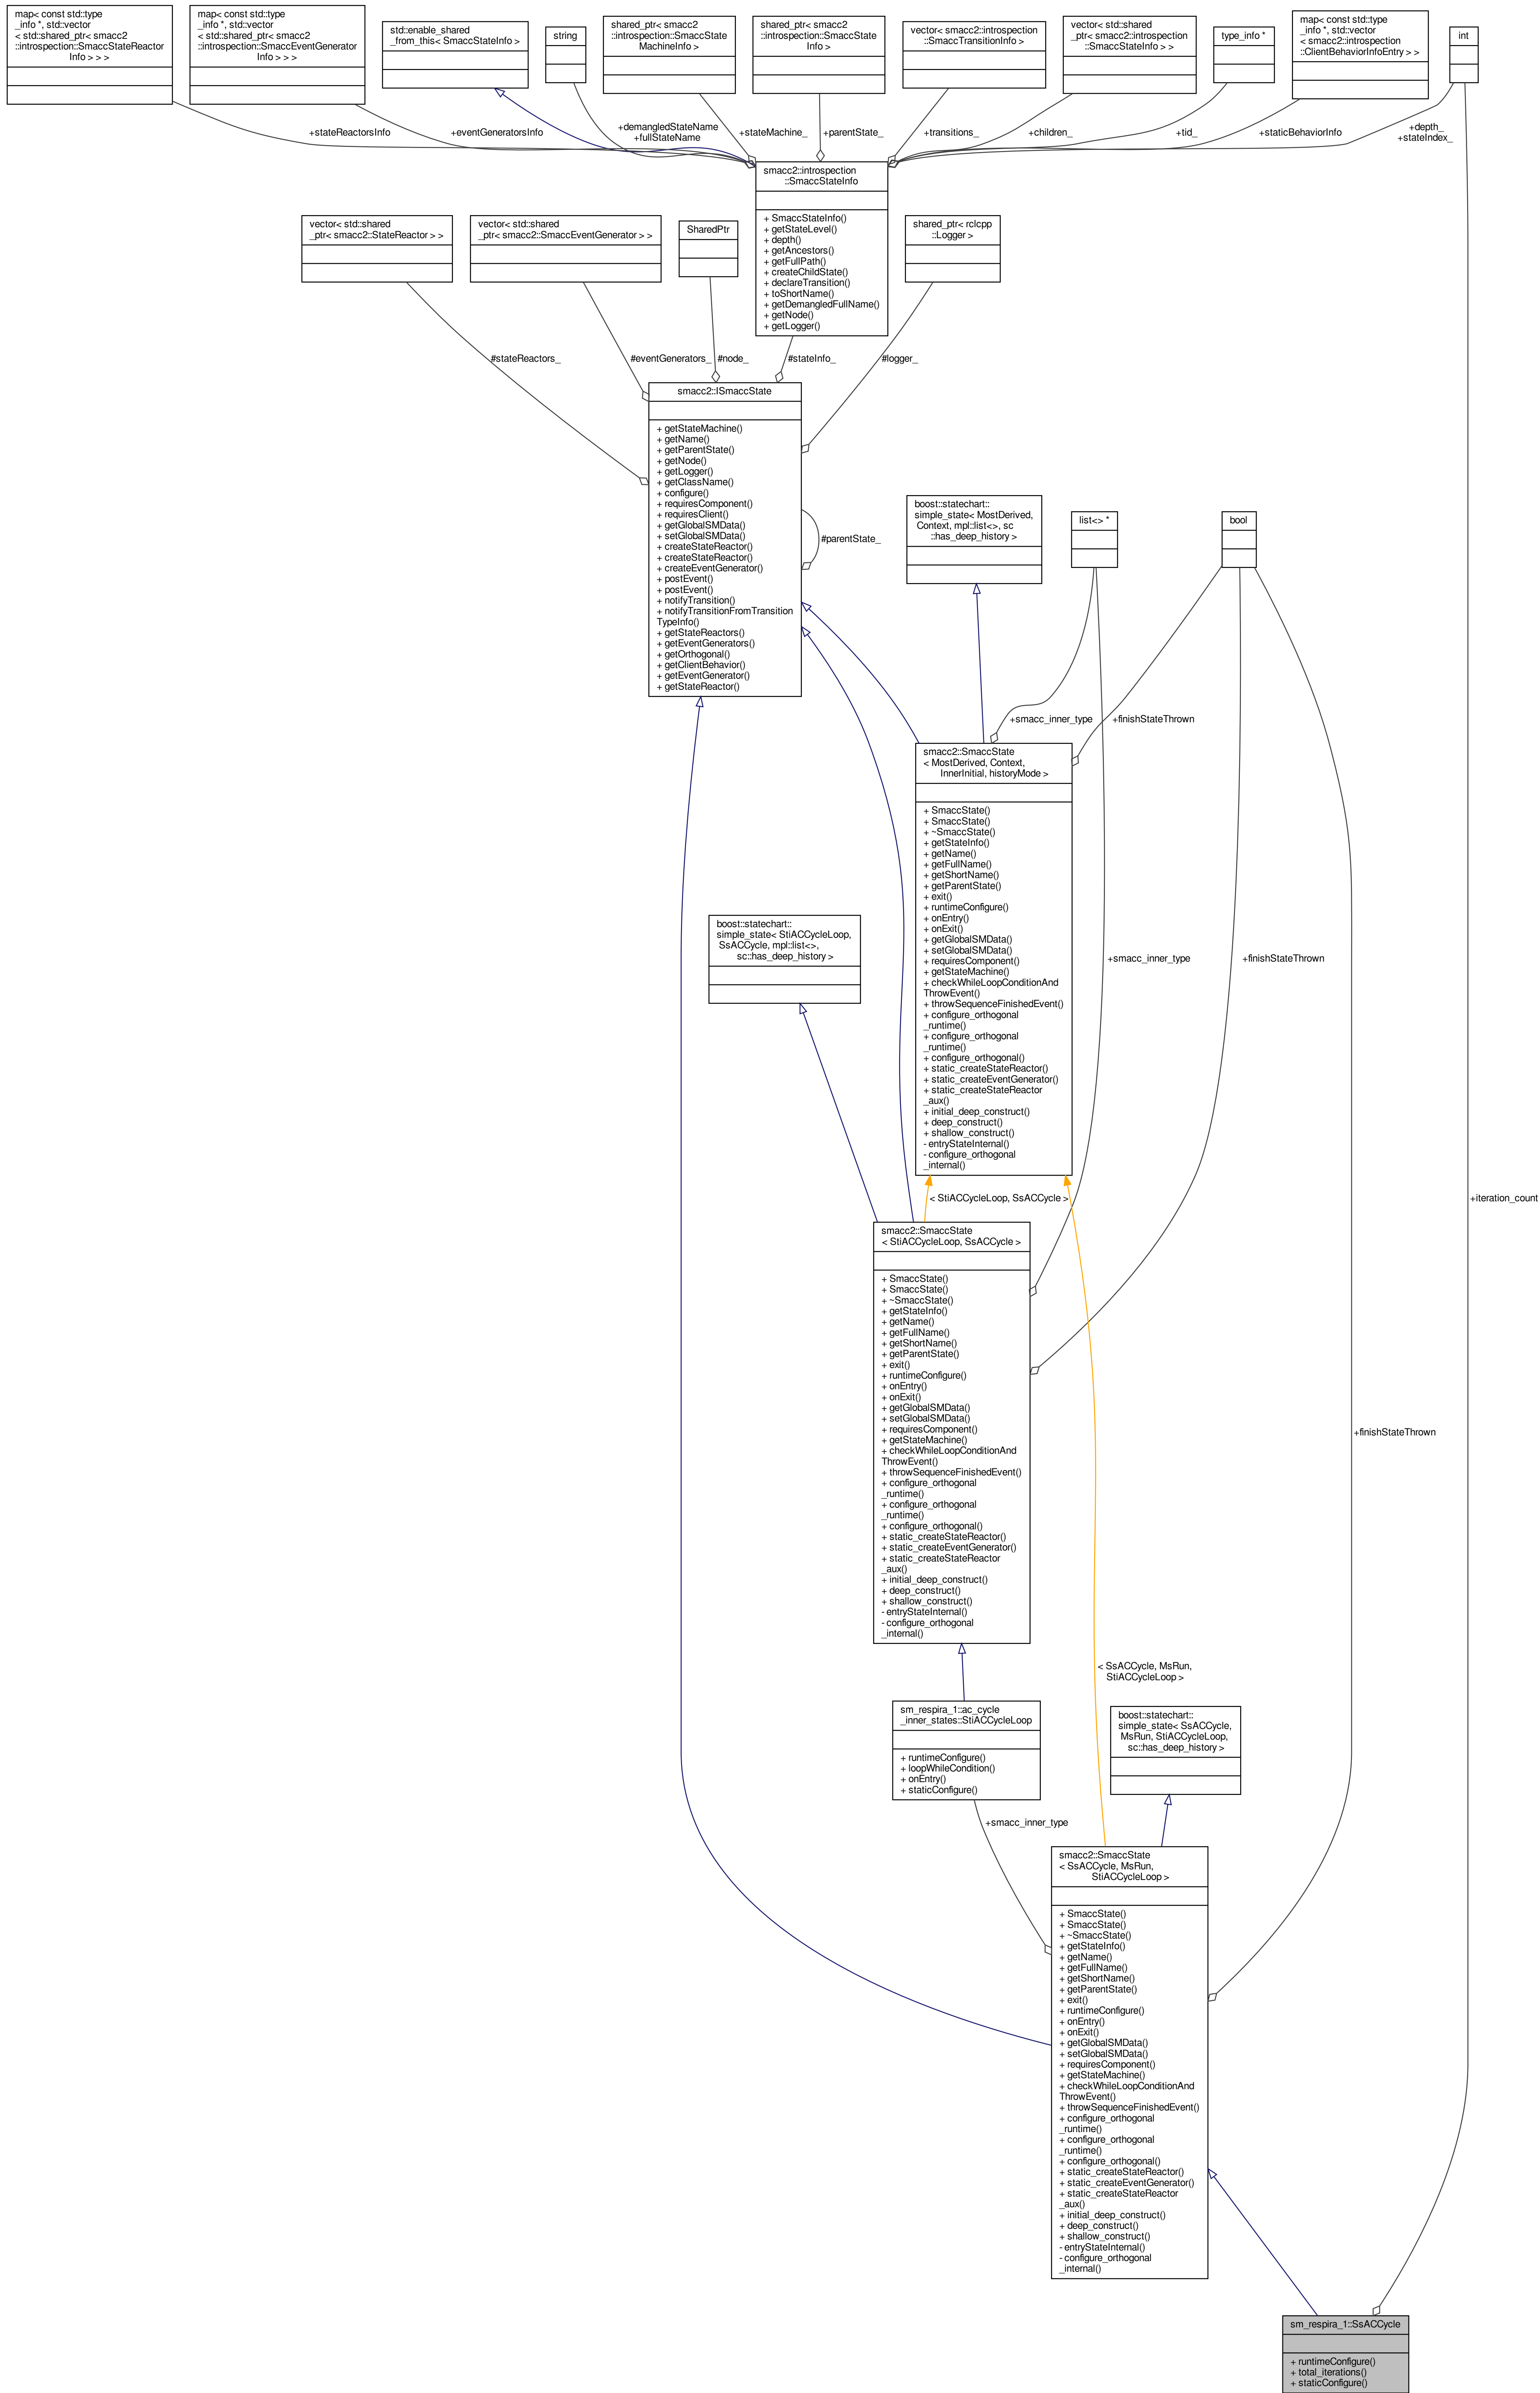 map< const std::type
_info *, std::vector
< std::shared_ptr< smacc2
::introspection::SmaccStateReactor
Info > > >
map< const std::type
_info *, std::vector
< std::shared_ptr< smacc2
::introspection::SmaccEventGenerator
Info > > >
std::enable_shared
_from_this< SmaccStateInfo >
string
shared_ptr< smacc2
::introspection::SmaccState
MachineInfo >
shared_ptr< smacc2
::introspection::SmaccState
Info >
vector< smacc2::introspection
::SmaccTransitionInfo >
vector< std::shared
_ptr< smacc2::introspection
::SmaccStateInfo > >
type_info *
map< const std::type
_info *, std::vector
< smacc2::introspection
::ClientBehaviorInfoEntry > >
int
+stateReactorsInfo
+eventGeneratorsInfo
+demangledStateName
+fullStateName
+stateMachine_
+parentState_
+transitions_
+children_
+tid_
+staticBehaviorInfo
+depth_
+stateIndex_
smacc2::introspection
::SmaccStateInfo
+ SmaccStateInfo()
+ getStateLevel()
+ depth()
+ getAncestors()
+ getFullPath()
+ createChildState()
+ declareTransition()
+ toShortName()
+ getDemangledFullName()
+ getNode()
+ getLogger()
vector< std::shared
_ptr< smacc2::StateReactor > >
vector< std::shared
_ptr< smacc2::SmaccEventGenerator > >
SharedPtr
shared_ptr< rclcpp
::Logger >
#stateReactors_
#eventGenerators_
#node_
#stateInfo_
#logger_
smacc2::ISmaccState
+ getStateMachine()
+ getName()
+ getParentState()
+ getNode()
+ getLogger()
+ getClassName()
+ configure()
+ requiresComponent()
+ requiresClient()
+ getGlobalSMData()
+ setGlobalSMData()
+ createStateReactor()
+ createStateReactor()
+ createEventGenerator()
+ postEvent()
+ postEvent()
+ notifyTransition()
+ notifyTransitionFromTransition
TypeInfo()
+ getStateReactors()
+ getEventGenerators()
+ getOrthogonal()
+ getClientBehavior()
+ getEventGenerator()
+ getStateReactor()
#parentState_
boost::statechart::
simple_state< MostDerived,
Context, mpl::list<>, sc
::has_deep_history >
list<> *
bool
+smacc_inner_type
+finishStateThrown
smacc2::SmaccState
< MostDerived, Context,
InnerInitial, historyMode >
+ SmaccState()
+ SmaccState()
+ ~SmaccState()
+ getStateInfo()
+ getName()
+ getFullName()
+ getShortName()
+ getParentState()
+ exit()
+ runtimeConfigure()
+ onEntry()
+ onExit()
+ getGlobalSMData()
+ setGlobalSMData()
+ requiresComponent()
+ getStateMachine()
+ checkWhileLoopConditionAnd
ThrowEvent()
+ throwSequenceFinishedEvent()
+ configure_orthogonal
_runtime()
+ configure_orthogonal
_runtime()
+ configure_orthogonal()
+ static_createStateReactor()
+ static_createEventGenerator()
+ static_createStateReactor
_aux()
+ initial_deep_construct()
+ deep_construct()
+ shallow_construct()
- entryStateInternal()
- configure_orthogonal
_internal()
boost::statechart::
simple_state< StiACCycleLoop,
SsACCycle, mpl::list<>,
sc::has_deep_history >
+smacc_inner_type
+finishStateThrown
+iteration_count
< StiACCycleLoop, SsACCycle >
smacc2::SmaccState
< StiACCycleLoop, SsACCycle >
+ SmaccState()
+ SmaccState()
+ ~SmaccState()
+ getStateInfo()
+ getName()
+ getFullName()
+ getShortName()
+ getParentState()
+ exit()
+ runtimeConfigure()
+ onEntry()
+ onExit()
+ getGlobalSMData()
+ setGlobalSMData()
+ requiresComponent()
+ getStateMachine()
+ checkWhileLoopConditionAnd
ThrowEvent()
+ throwSequenceFinishedEvent()
+ configure_orthogonal
_runtime()
+ configure_orthogonal
_runtime()
+ configure_orthogonal()
+ static_createStateReactor()
+ static_createEventGenerator()
+ static_createStateReactor
_aux()
+ initial_deep_construct()
+ deep_construct()
+ shallow_construct()
- entryStateInternal()
- configure_orthogonal
_internal()
+finishStateThrown
< SsACCycle, MsRun,
StiACCycleLoop >
sm_respira_1::ac_cycle
_inner_states::StiACCycleLoop
+ runtimeConfigure()
+ loopWhileCondition()
+ onEntry()
+ staticConfigure()
boost::statechart::
simple_state< SsACCycle,
MsRun, StiACCycleLoop,
sc::has_deep_history >
+smacc_inner_type
smacc2::SmaccState
< SsACCycle, MsRun,
StiACCycleLoop >
+ SmaccState()
+ SmaccState()
+ ~SmaccState()
+ getStateInfo()
+ getName()
+ getFullName()
+ getShortName()
+ getParentState()
+ exit()
+ runtimeConfigure()
+ onEntry()
+ onExit()
+ getGlobalSMData()
+ setGlobalSMData()
+ requiresComponent()
+ getStateMachine()
+ checkWhileLoopConditionAnd
ThrowEvent()
+ throwSequenceFinishedEvent()
+ configure_orthogonal
_runtime()
+ configure_orthogonal
_runtime()
+ configure_orthogonal()
+ static_createStateReactor()
+ static_createEventGenerator()
+ static_createStateReactor
_aux()
+ initial_deep_construct()
+ deep_construct()
+ shallow_construct()
- entryStateInternal()
- configure_orthogonal
_internal()
sm_respira_1::SsACCycle
+ runtimeConfigure()
+ total_iterations()
+ staticConfigure()